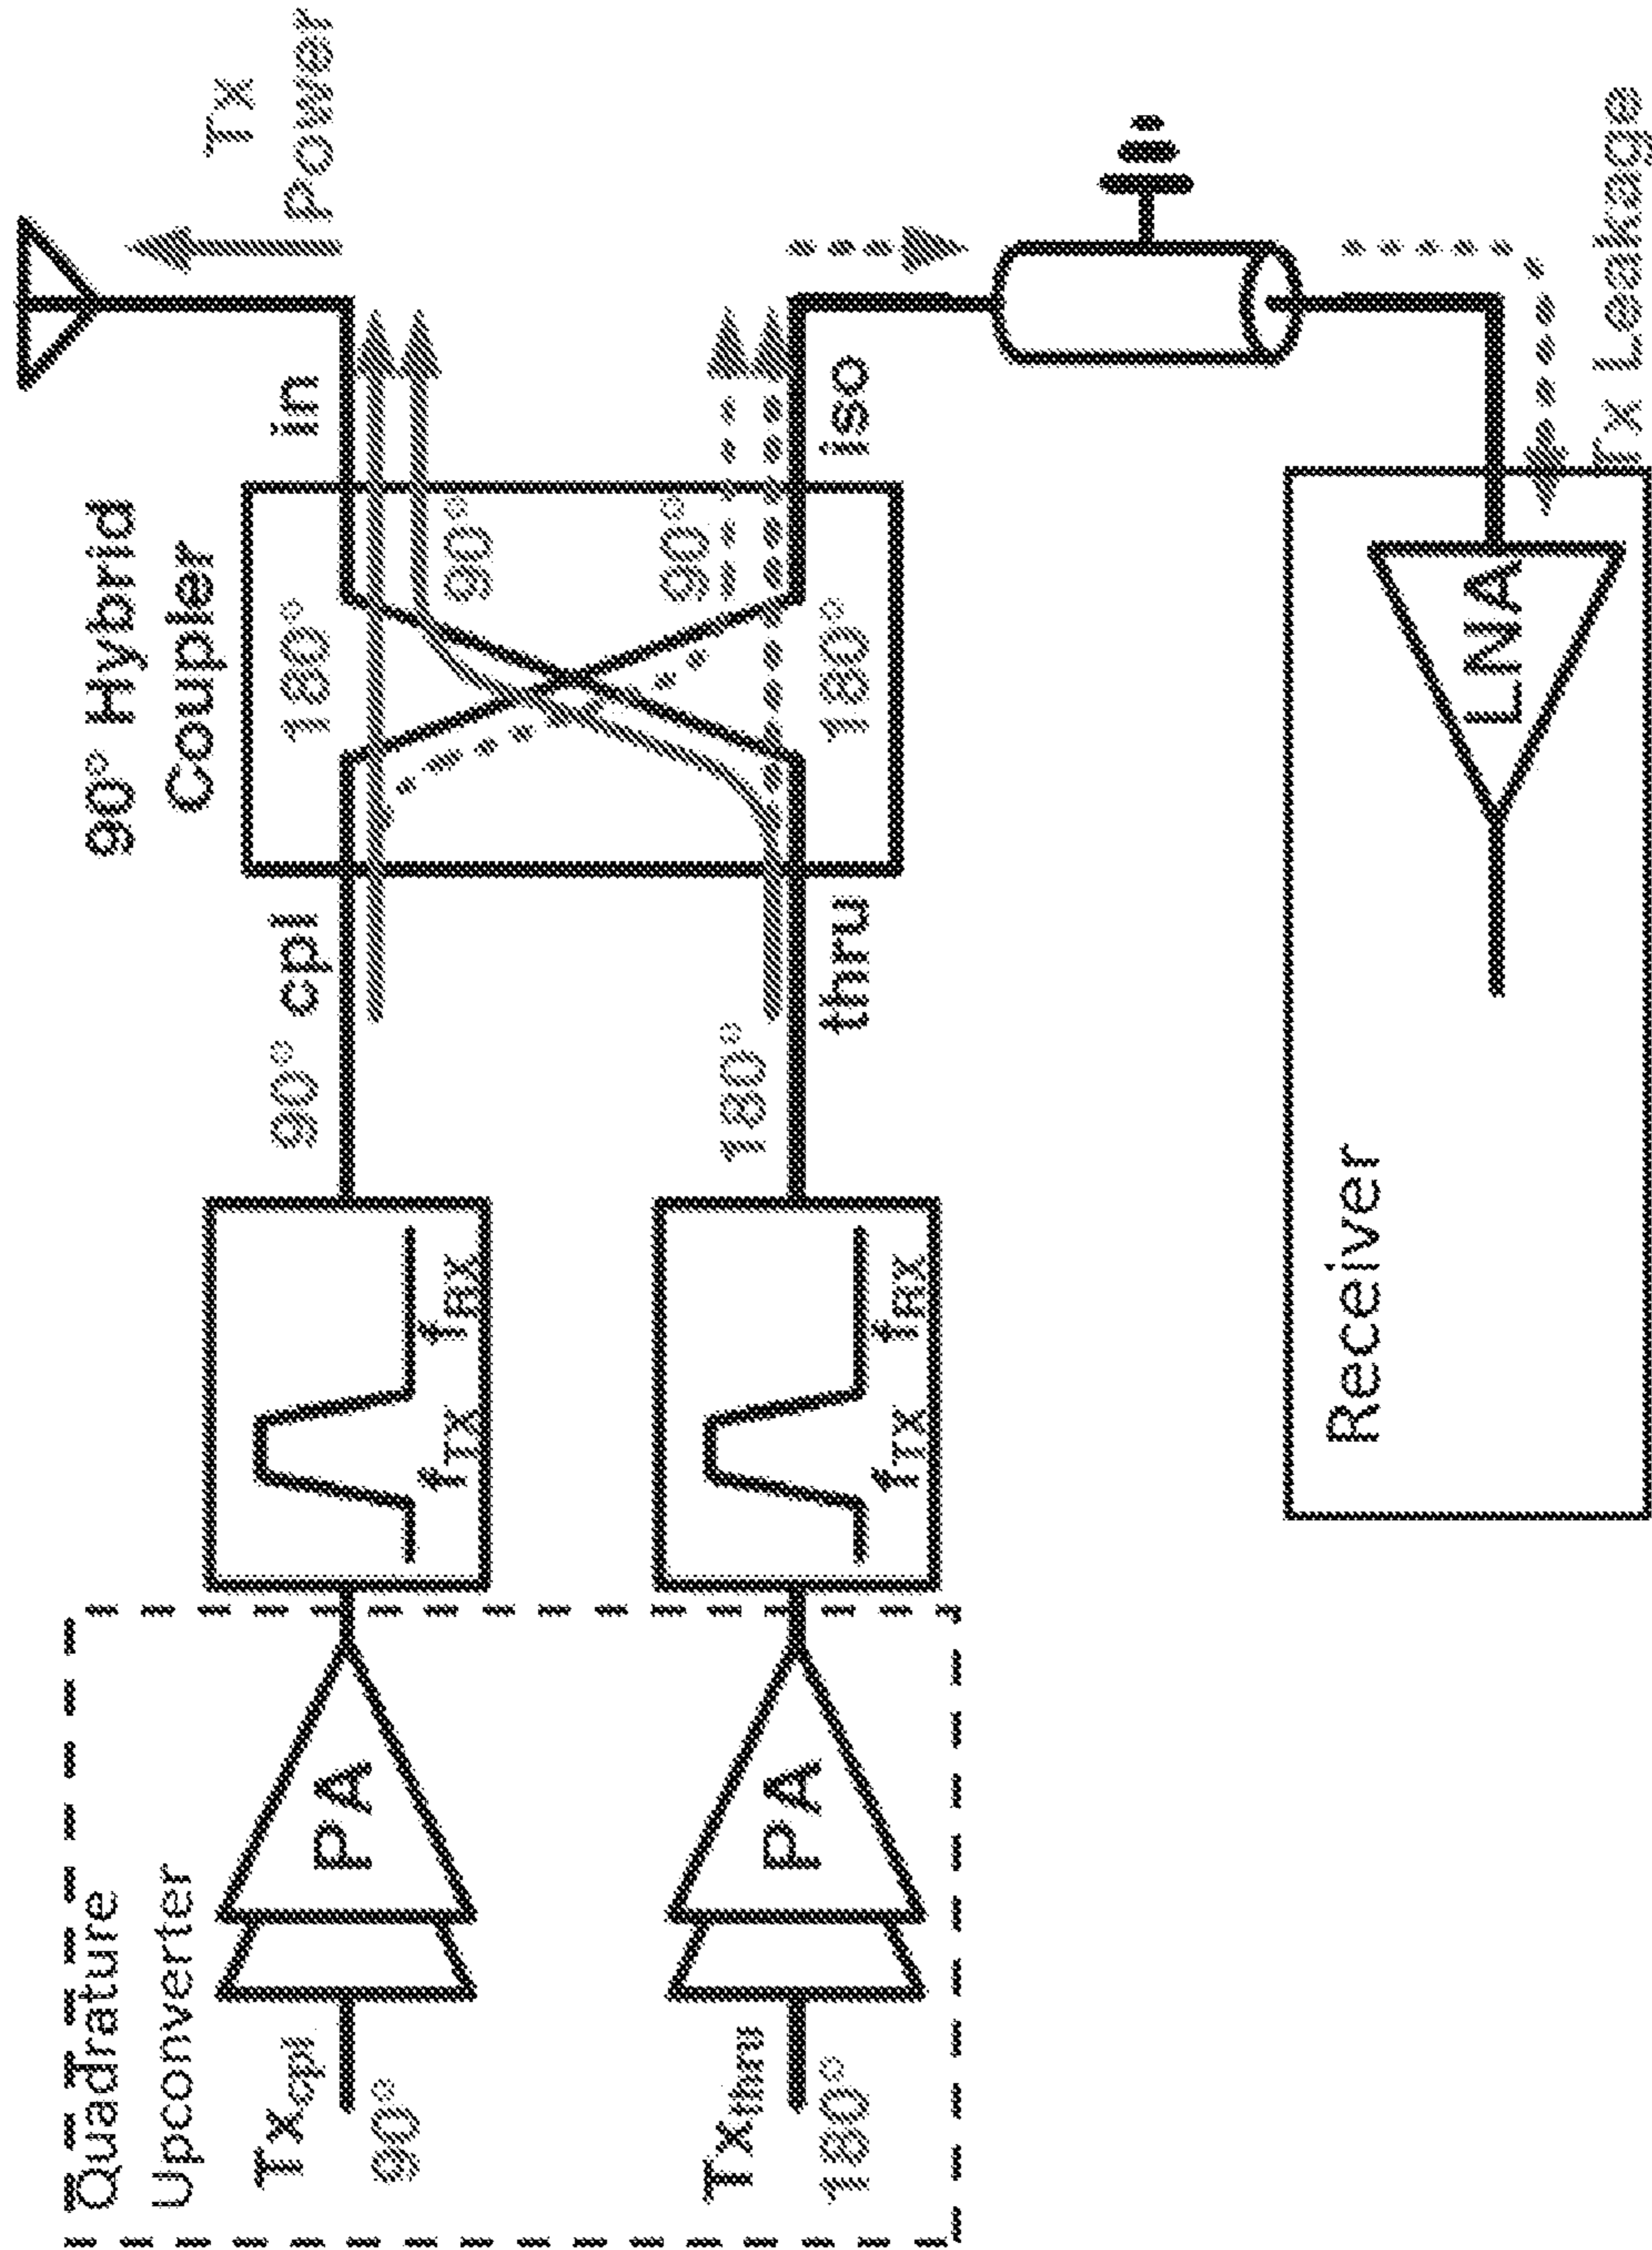 Quadrature
Upconverter
Tx_cpl
90°
PA
f_TX f_RX
90° cpl
90° Hybrid
Coupler
180°
90°
in
Tx
Power
Tx_thru
180°
PA
f_TX f_RX
180°
thru
90°
180°
iso
Receiver
LNA
Tx Leakage